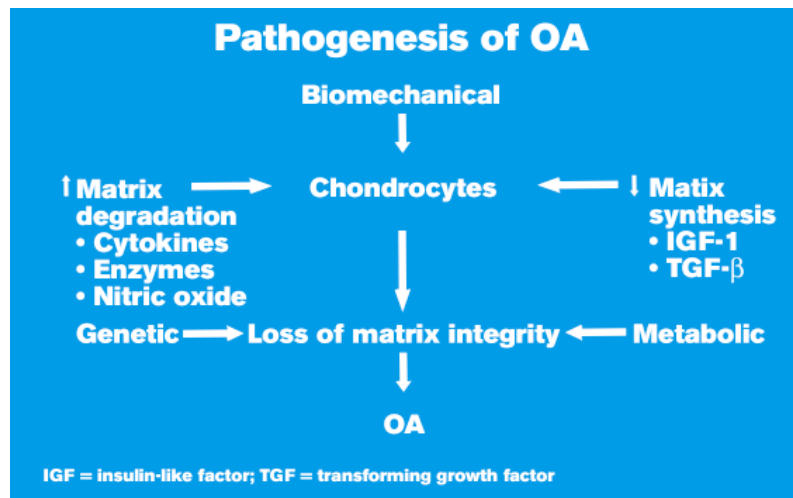 Pathogenesis of OA
Biomechanical
↑ Matrix
degradation
• Cytokines
• Enzymes
• Nitric oxide
Chondrocytes
↓ Matix
synthesis
• IGF-1
• TGF-β
Genetic
Loss of matrix integrity
Metabolic
OA
IGF = insulin-like factor; TGF = transforming growth factor